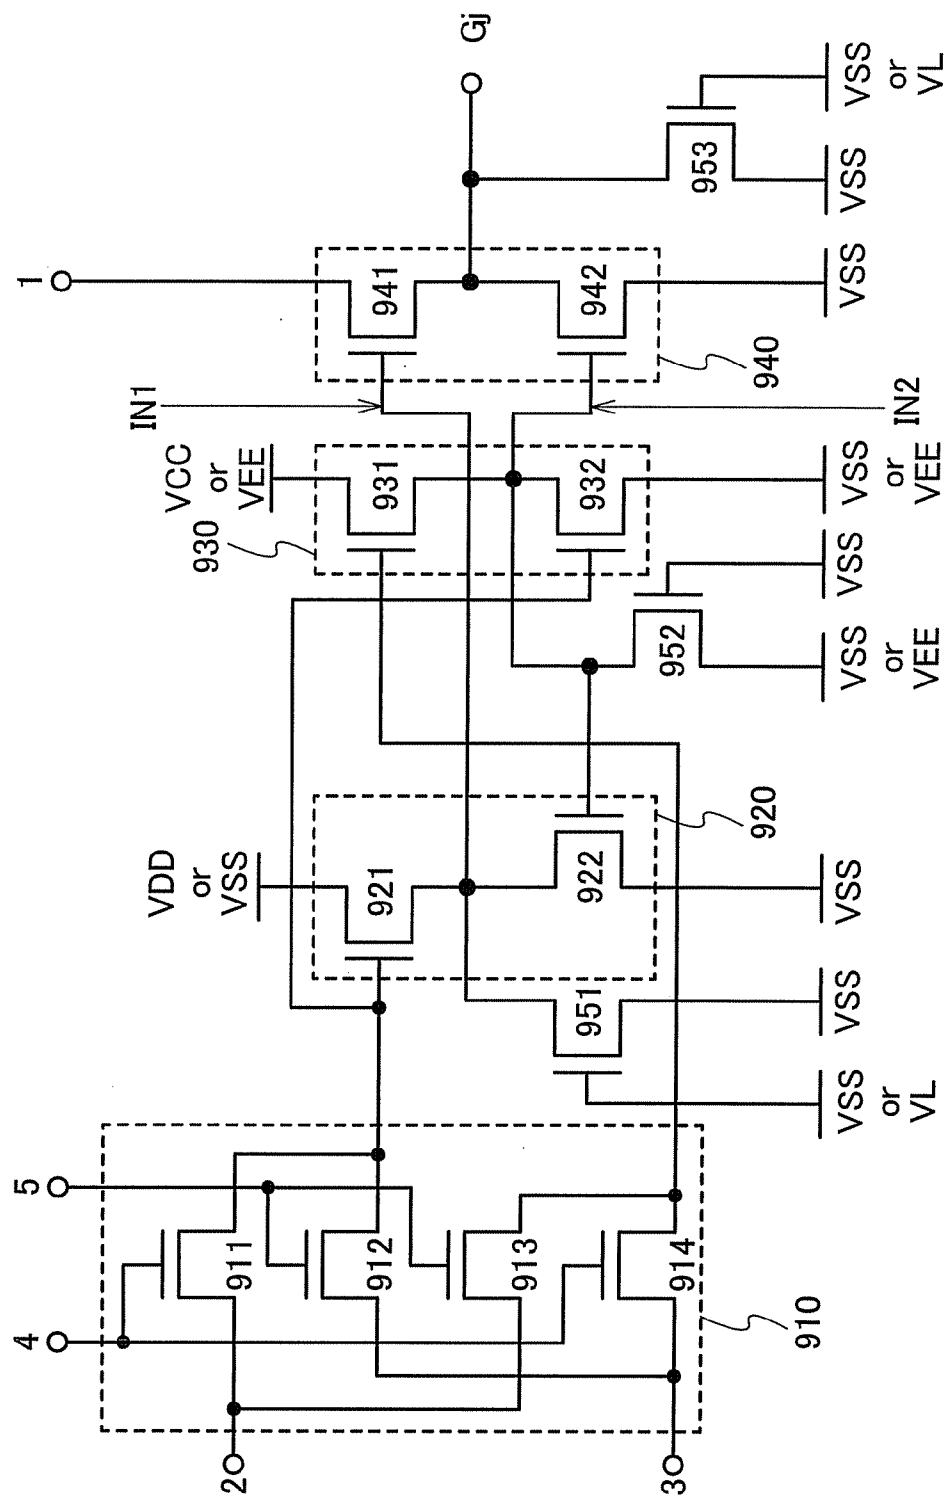 1
Gj
IN1
VCC
or
VEE
930
931
941
932
942
940
IN2
VDD
or
VSS
921
922
920
951
952
953
VSS
or
VL
VSS
VSS
VSS
or
VEE
VSS
or
VEE
VSS
VSS
or
VL
VSS
VSS
5
4
2
3
911
912
913
914
910